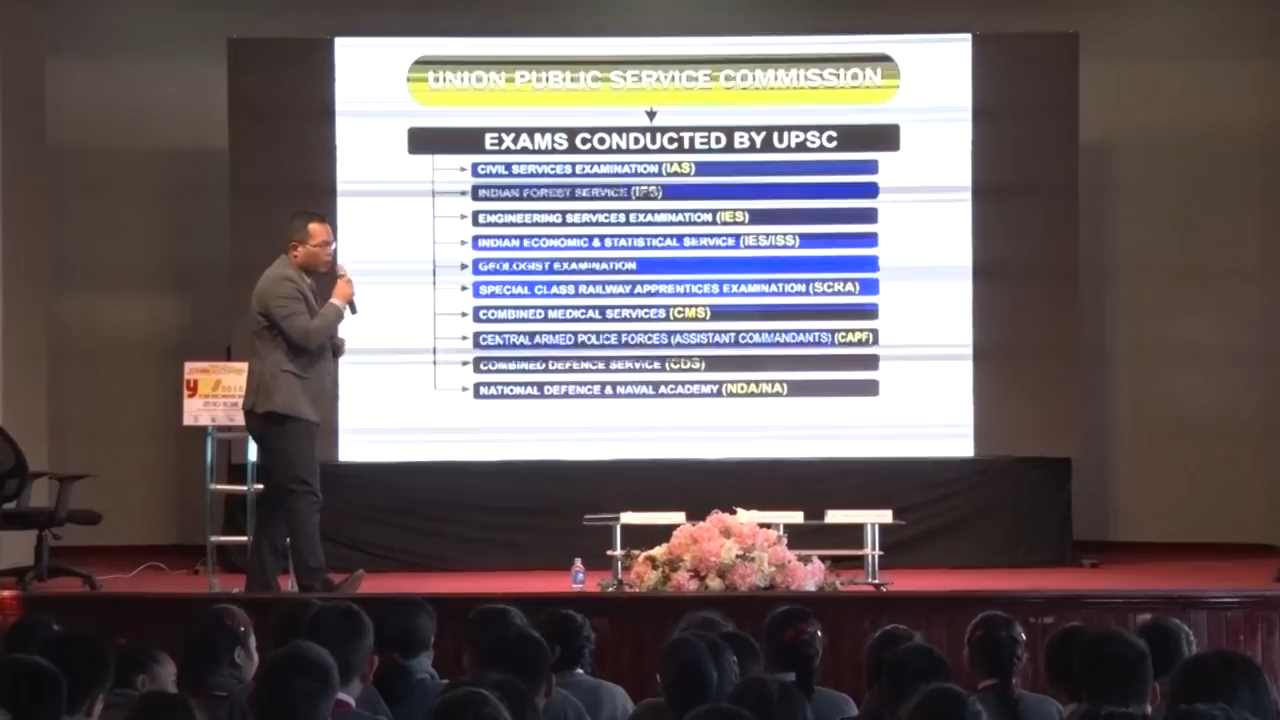 UNION PUBLIC SERVICE COMMISSION
EXAMS CONDUCTED BY UPSC
CIVIL SERVICES EXAMINATION (IAS)
INDIAN FOREST SERVICE (IFS)
ENGINEERING SERVICES EXAMINATION (IES)
INDIAN ECONOMIC & STATISTICAL SERVICE (IES/ISS)
GEOLOGIST EXAMINATION
SPECIAL CLASS RAILWAY APPRENTICES EXAMINATION (SCRA)
COMBINED MEDICAL SERVICES (CMS)
CENTRAL ARMED POLICE FORCES (ASSISTANT COMMANDANTS) (CAPF)
COMBINED DEFENCE SERVICE (CDS)
NATIONAL DEFENCE & NAVAL ACADEMY (NDA/NA)